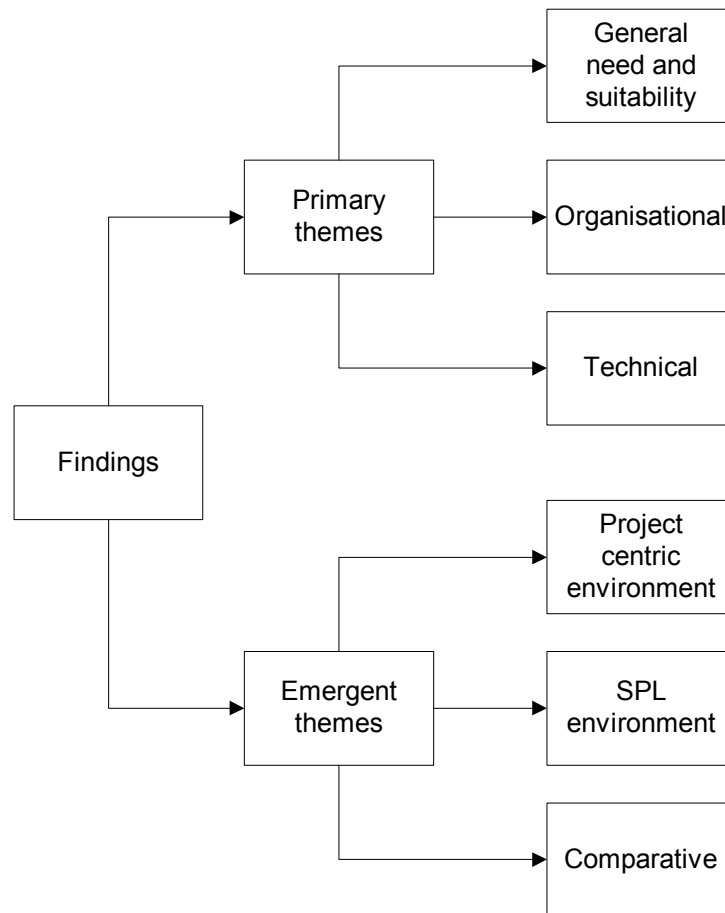 General
need and
suitability
Primary
themes
Organisational
Technical
Findings
Project
centric
environment
Emergent
themes
SPL
environment
Comparative